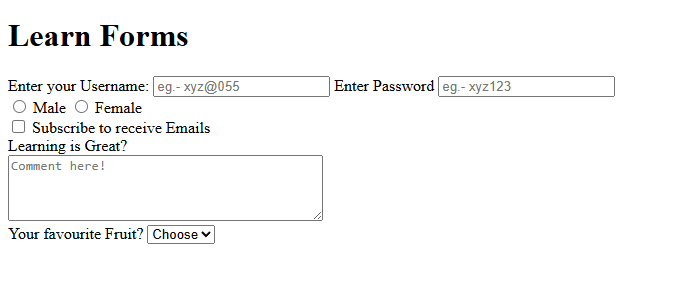 Learn Forms
Enter your Username: eg.- xyz@055 Enter Password eg.- xyz123
Male Female
Subscribe to receive Emails
Learning is Great?
Comment here!
Your favourite Fruit? Choose